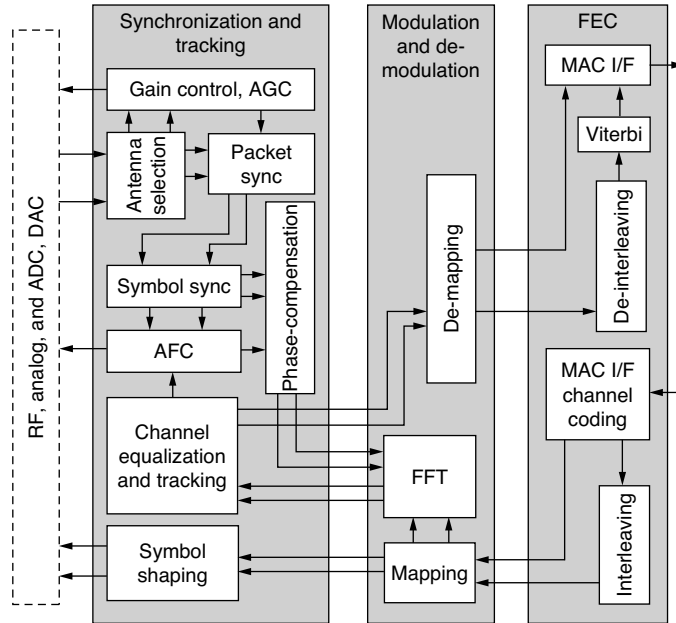 Synchronization and
tracking
Modulation
and de-
modulation
FEC
RF, analog, and ADC, DAC
Gain control, AGC
Antenna
selection
Packet
sync
Symbol sync
AFC
Phase-compensation
Channel
equalization
and tracking
Symbol
shaping
De-mapping
FFT
Mapping
MAC I/F
Viterbi
De-interleaving
MAC I/F
channel
coding
Interleaving